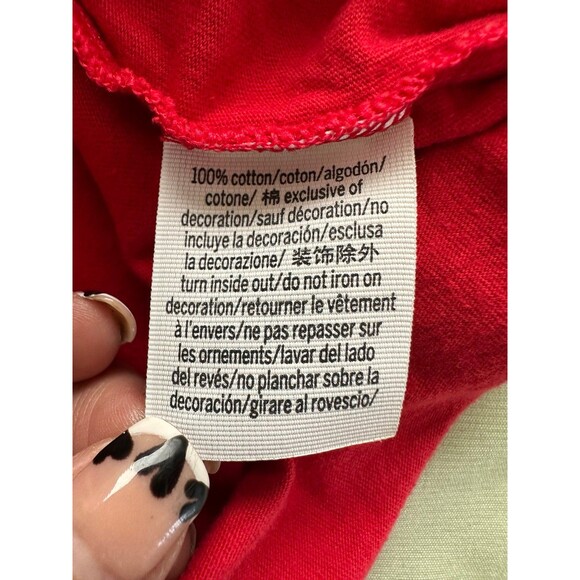 100% cotton/coton/algodón/
cotone/ 棉 exclusive of
decoration/sauf décoration/no
incluye la decoración/esclusa
la decorazione/ 装饰除外
turn inside out/do not iron on
decoration/retourner le vêtement
à l'envers/ne pas repasser sur
les ornements/lavar del lado
del revés/no planchar sobre la
decoración/girare al rovescio/